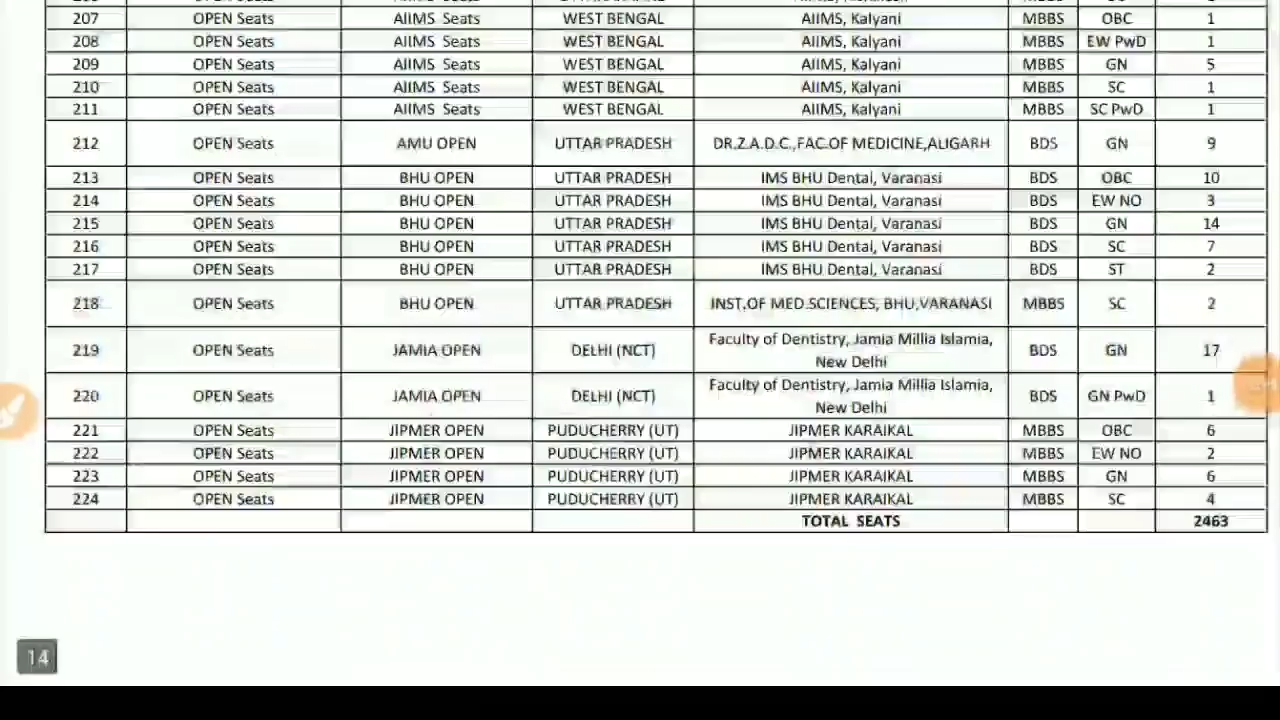 207 OPEN Seats AIIMS Seats WEST BENGAL AIIMS, Kalyani MBBS OBC 1
208 OPEN Seats AIIMS Seats WEST BENGAL AIIMS, Kalyani MBBS EW PwD 1
209 OPEN Seats AIIMS Seats WEST BENGAL AIIMS, Kalyani MBBS GN 5
210 OPEN Seats AIIMS Seats WEST BENGAL AIIMS, Kalyani MBBS SC 1
211 OPEN Seats AIIMS Seats WEST BENGAL AIIMS, Kalyani MBBS SC PwD 1
212 OPEN Seats AMU OPEN UTTAR PRADESH DR.Z.A.D.C.,FAC.OF MEDICINE,ALIGARH BDS GN 9
213 OPEN Seats BHU OPEN UTTAR PRADESH IMS BHU Dental, Varanasi BDS OBC 10
214 OPEN Seats BHU OPEN UTTAR PRADESH IMS BHU Dental, Varanasi BDS EW NO 3
215 OPEN Seats BHU OPEN UTTAR PRADESH IMS BHU Dental, Varanasi BDS GN 14
216 OPEN Seats BHU OPEN UTTAR PRADESH IMS BHU Dental, Varanasi BDS SC 7
217 OPEN Seats BHU OPEN UTTAR PRADESH IMS BHU Dental, Varanasi BDS ST 2
218 OPEN Seats BHU OPEN UTTAR PRADESH INST.OF MED.SCIENCES, BHU,VARANASI MBBS SC 2
219 OPEN Seats JAMIA OPEN DELHI (NCT) Faculty of Dentistry, Jamia Millia Islamia, New Delhi BDS GN 17
220 OPEN Seats JAMIA OPEN DELHI (NCT) Faculty of Dentistry, Jamia Millia Islamia, New Delhi BDS GN PwD 1
221 OPEN Seats JIPMER OPEN PUDUCHERRY (UT) JIPMER KARAIKAL MBBS OBC 6
222 OPEN Seats JIPMER OPEN PUDUCHERRY (UT) JIPMER KARAIKAL MBBS EW NO 2
223 OPEN Seats JIPMER OPEN PUDUCHERRY (UT) JIPMER KARAIKAL MBBS GN 6
224 OPEN Seats JIPMER OPEN PUDUCHERRY (UT) JIPMER KARAIKAL MBBS SC 4
TOTAL SEATS 2463
14